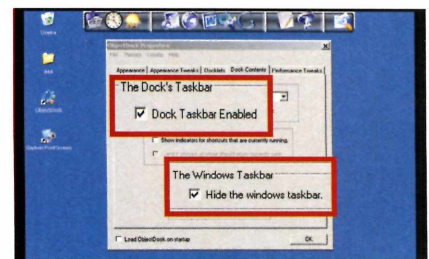 ObjectDock Properties
Appearance Appearance Tweaks Docklets Dock Contents Performance Tweaks
The Dock's Taskbar
Dock Taskbar Enabled
Show indicators for shortcuts that are currently running
The Windows Taskbar
Hide the windows taskbar.
ObjectDock
Load ObjectDock on startup
OK